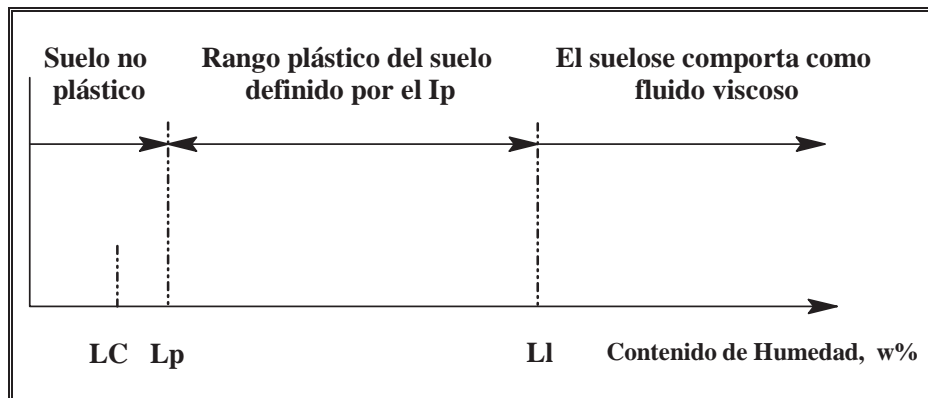 Suelo no
plástico
Rango plástico del suelo
definido por el Ip
El suelose comporta como
fluido viscoso
LC
Lp
Ll
Contenido de Humedad, w%